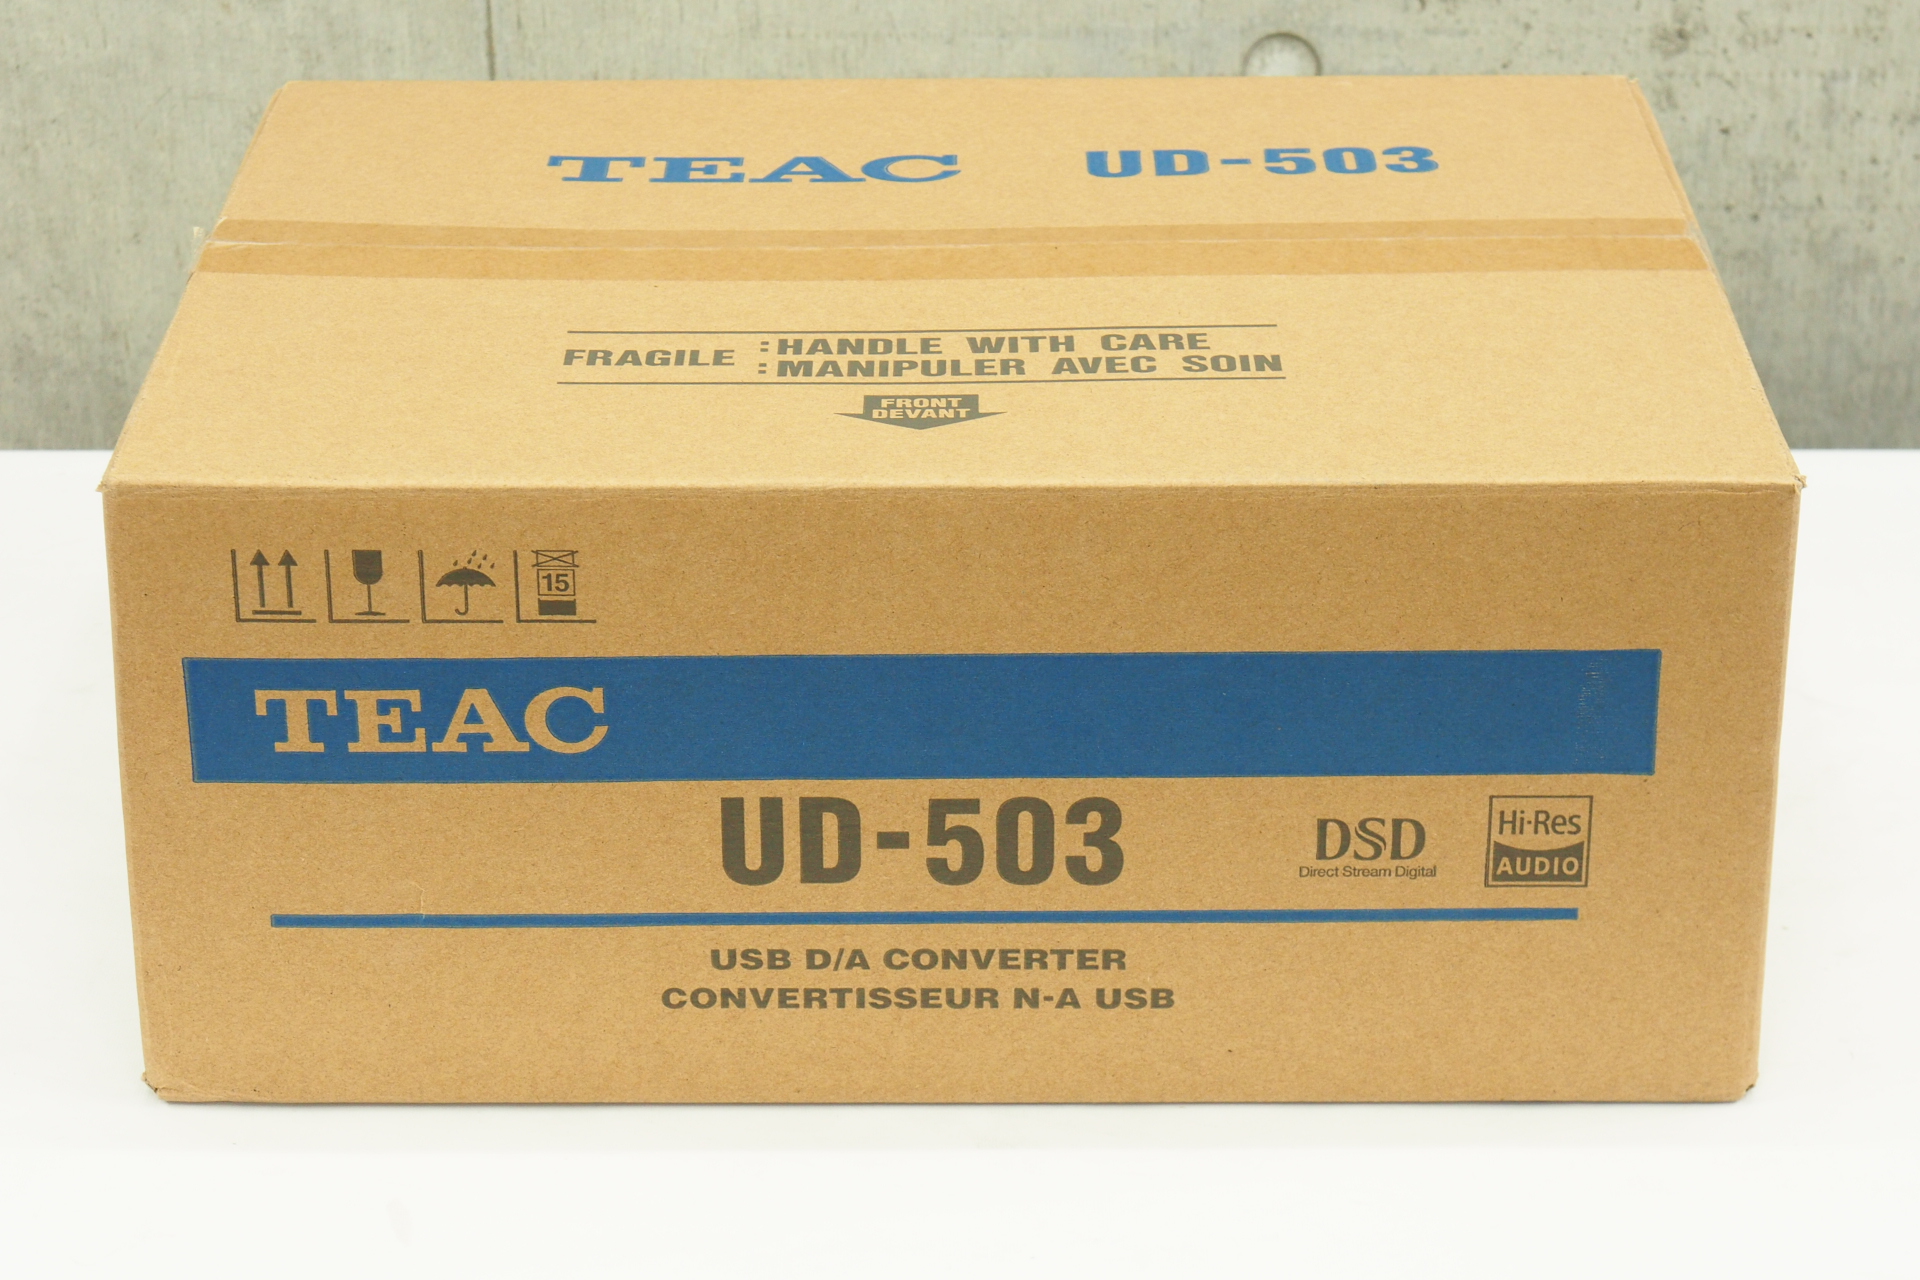 TEAC UD-503
FRAGILE :HANDLE WITH CARE
:MANIPULER AVEC SOIN
FRONT
DEVANT
15
TEAC
UD-503
DSD
Direct Stream Digital
Hi-Res
AUDIO
USB D/A CONVERTER
CONVERTISSEUR N-A USB